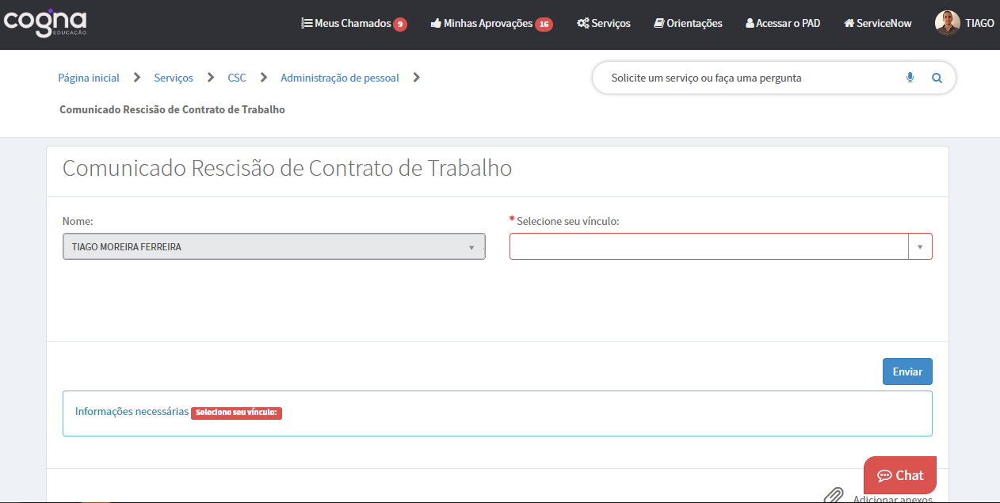 cogna
EDUCAÇÃO
Meus Chamados 9
Minhas Aprovações 16
Serviços
Orientações
Acessar o PAD
ServiceNow
TIAGO
Página inicial > Serviços > CSC > Administração de pessoal >
Comunicado Rescisão de Contrato de Trabalho
Solicite um serviço ou faça uma pergunta
Comunicado Rescisão de Contrato de Trabalho
Nome:
TIAGO MOREIRA FERREIRA
* Selecione seu vínculo:
Enviar
Informações necessárias Selecione seu vínculo:
Chat
Adicionar anexos